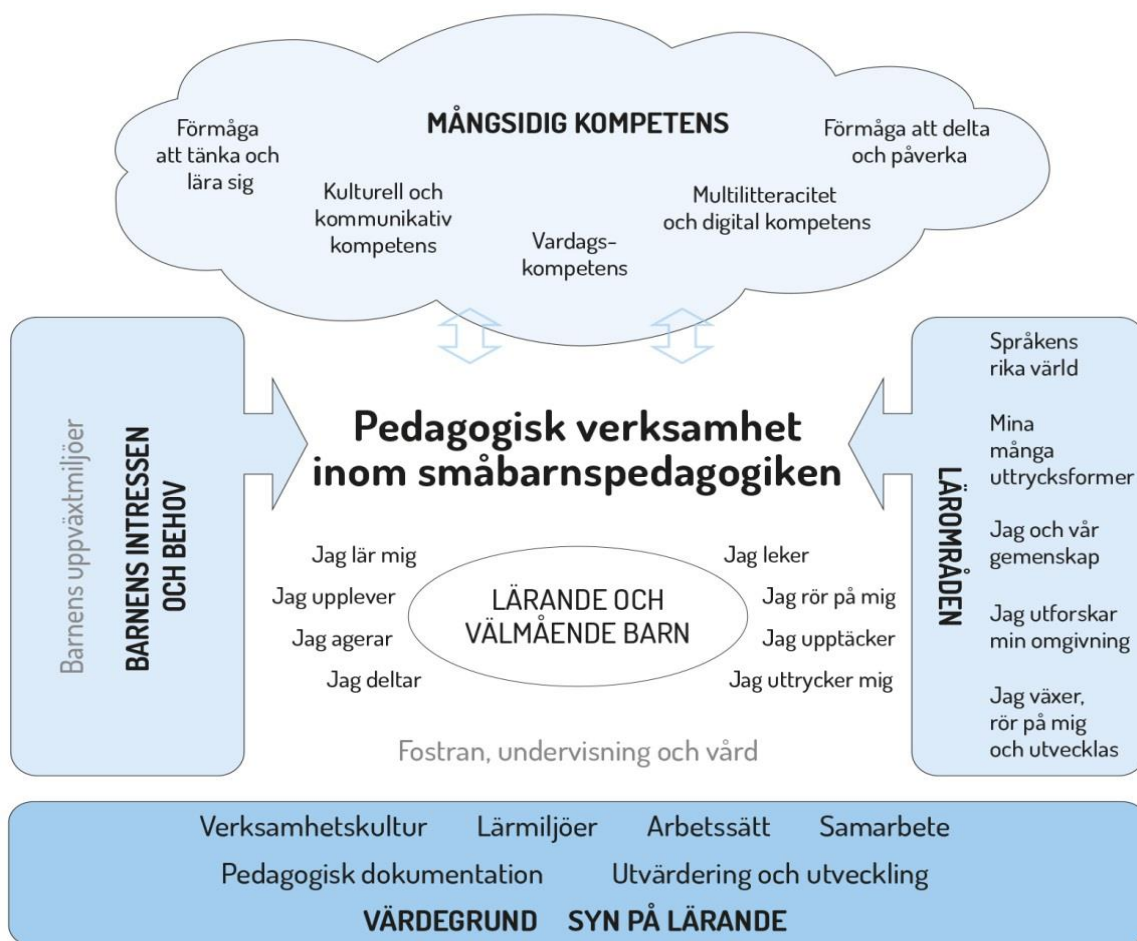 MÅNGSIDIG KOMPETENS
Förmåga
att tänka och
lära sig
Kulturell och
kommunikativ
kompetens
Vardags-
kompetens
Multilitteracitet
och digital kompetens
Förmåga att delta
och påverka
Barnens uppväxtmiljöer
BARNENS INTRESSEN
OCH BEHOV
Pedagogisk verksamhet
inom småbarnspedagogiken
Jag lär mig
Jag upplever
Jag agerar
Jag deltar
LÄRANDE OCH
VÄLMÅENDE BARN
Jag leker
Jag rör på mig
Jag upptäcker
Jag uttrycker mig
Fostran, undervisning och vård
LÄROMRÅDEN
Språkens
rika värld
Mina
många
uttrycksformer
Jag och vår
gemenskap
Jag utforskar
min omgivning
Jag växer,
rör på mig
och utvecklas
Verksamhetskultur Lärmiljöer Arbetssätt Samarbete
Pedagogisk dokumentation Utvärdering och utveckling
VÄRDEGRUND SYN PÅ LÄRANDE